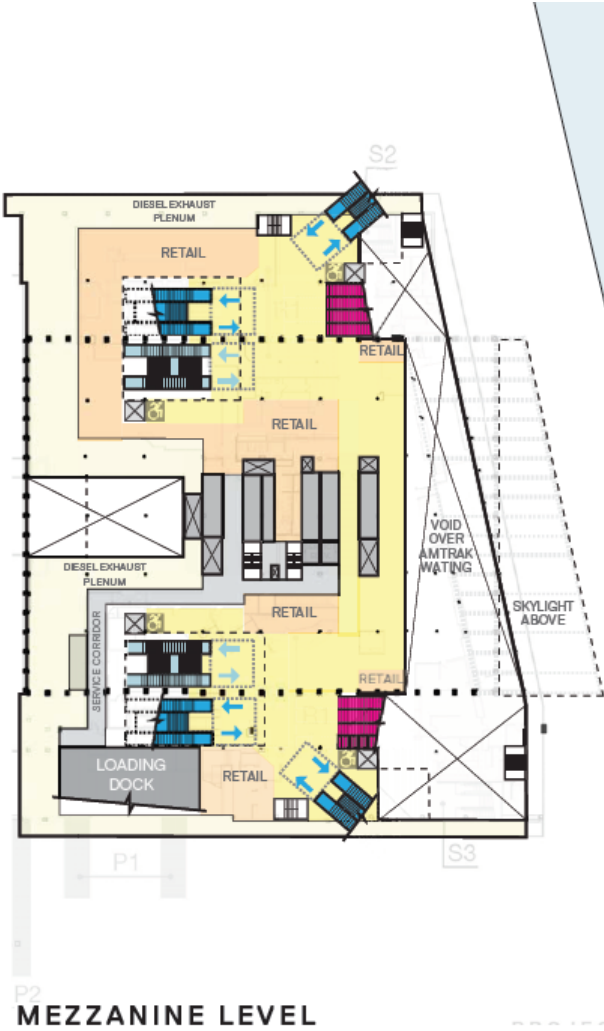 S2
DIESEL EXHAUST
PLENUM
RETAIL
RETAIL
RETAIL
VOID
OVER
AMTRAK
WATING
DIESEL EXHAUST
PLENUM
SKYLIGHT
ABOVE
SERVICE CORRIDOR
RETAIL
RETAIL
LOADING
DOCK
RETAIL
P1
S3
P2
MEZZANINE LEVEL